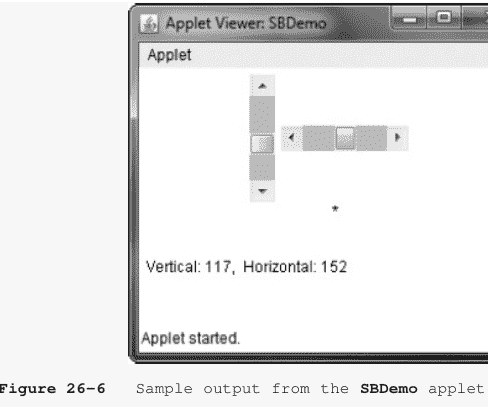 Applet Viewer: SBDemo
Applet
*
Vertical: 117, Horizontal: 152
Applet started.
Figure 26-6 Sample output from the SBDemo applet